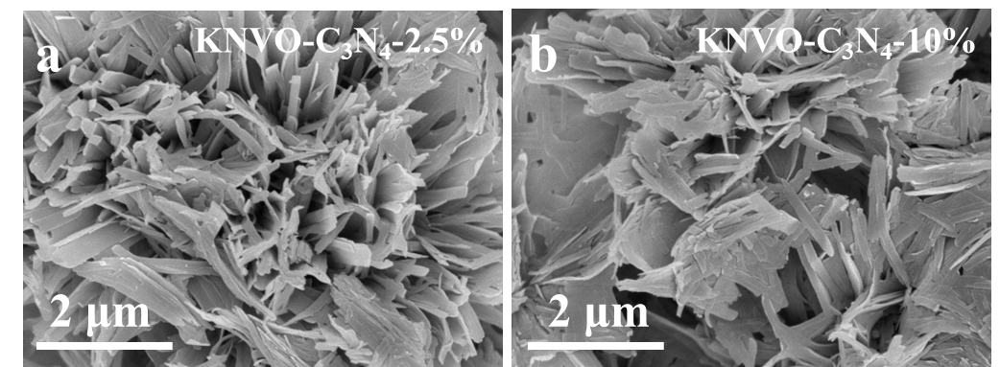 a
KNVO-C₃N₄-2.5%
2 μm
b
KNVO-C₃N₄-10%
2 μm